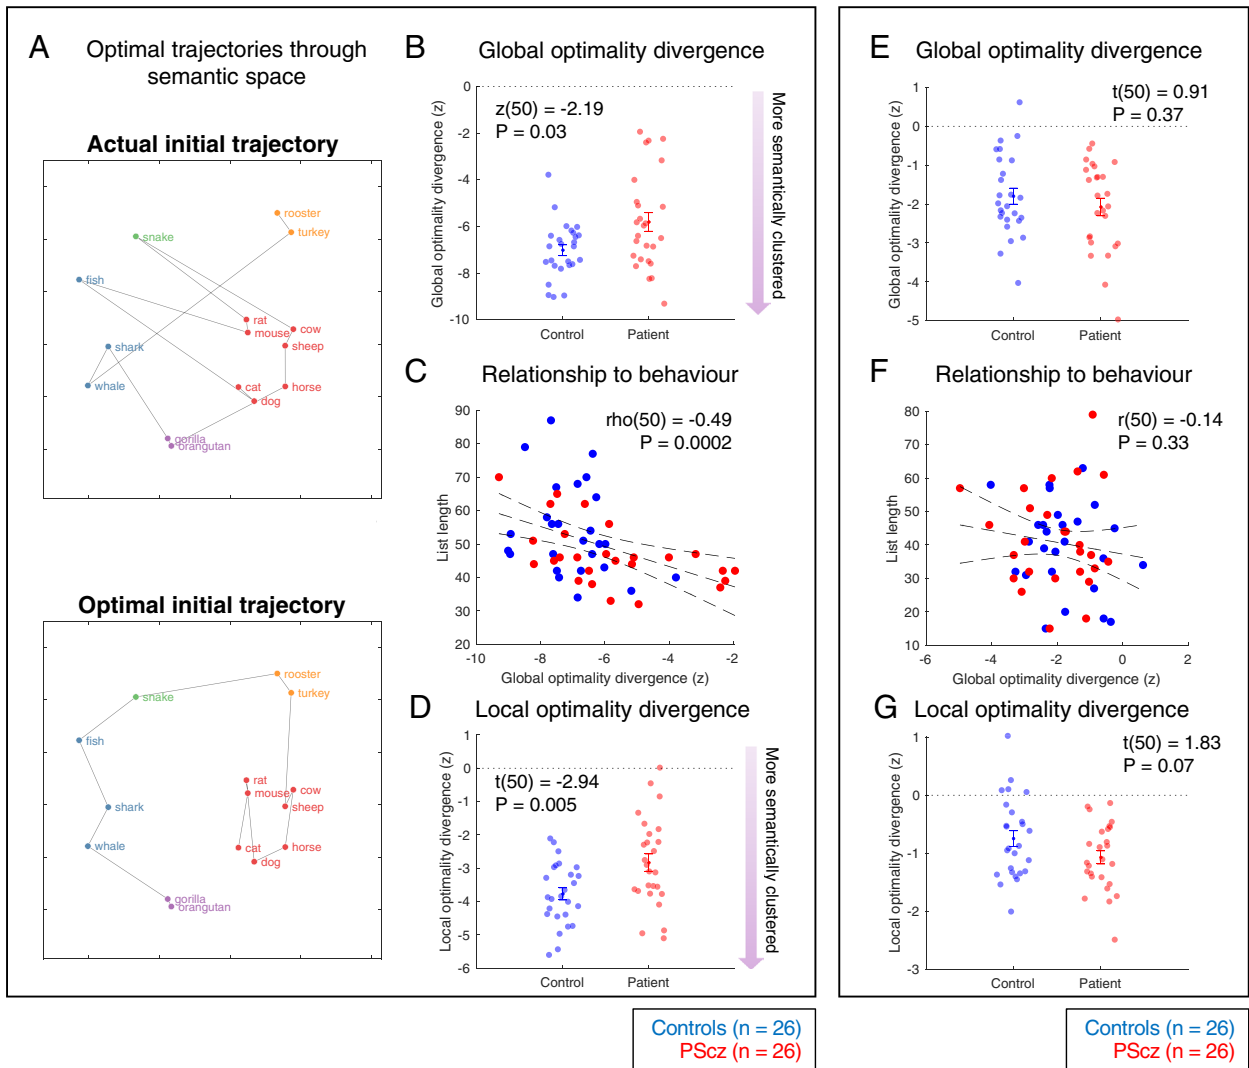 A
Optimal trajectories through
semantic space
Actual initial trajectory
rooster
turkey
snake
fish
rat
mouse
cow
sheep
shark
whale
cat
horse
dog
gorilla
orangutan
Optimal initial trajectory
rooster
turkey
snake
fish
rat
mouse
cow
sheep
shark
whale
cat
horse
dog
gorilla
orangutan
B
Global optimality divergence
z(50) = -2.19
P = 0.03
Global optimality divergence (z)
0
-2
-4
-6
-8
-10
Control
Patient
More semantically clustered
C
Relationship to behaviour
rho(50) = -0.49
P = 0.0002
List length
90
80
70
60
50
40
30
20
-10
-8
-6
-4
-2
Global optimality divergence (z)
D
Local optimality divergence
t(50) = -2.94
P = 0.005
Local optimality divergence (z)
1
0
-1
-2
-3
-4
-5
-6
Control
Patient
More semantically clustered
E
Global optimality divergence
t(50) = 0.91
P = 0.37
Global optimality divergence (z)
1
0
-1
-2
-3
-4
-5
Control
Patient
F
Relationship to behaviour
r(50) = -0.14
P = 0.33
List length
80
70
60
50
40
30
20
10
-6
-4
-2
0
2
Global optimality divergence (z)
G
Local optimality divergence
t(50) = 1.83
P = 0.07
Local optimality divergence (z)
1
0
-1
-2
-3
Control
Patient
Controls (n = 26)
PScz (n = 26)
Controls (n = 26)
PScz (n = 26)